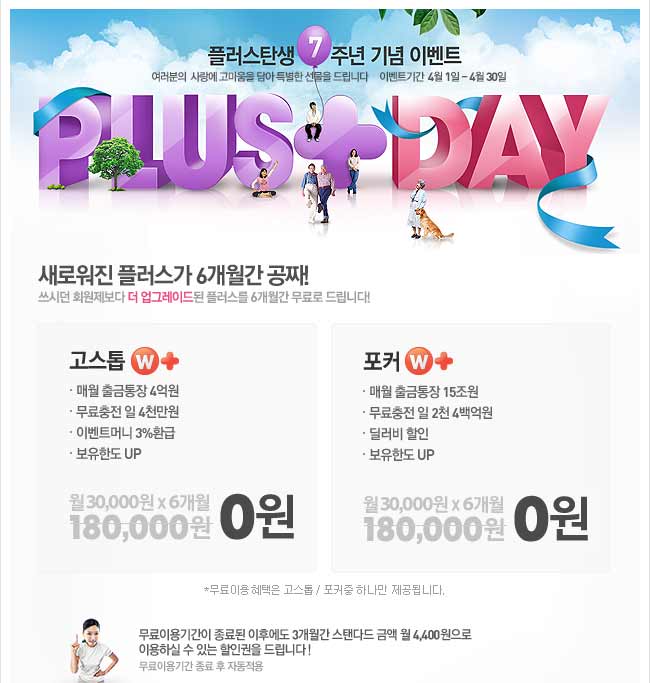 플러스탄생 7주년 기념 이벤트
여러분의 사랑에 고마움을 담아 특별한 선물을 드립니다 이벤트기간 4월 1일 - 4월 30일
PLUS+DAY
새로워진 플러스가 6개월간 공짜!
쓰시던 회원제보다 더 업그레이드된 플러스를 6개월간 무료로 드립니다!
고스톱 W+
· 매월 출금통장 4억원
· 무료충전 일 4천만원
· 이벤트머니 3%환급
· 보유한도 UP
월30,000원 x 6개월
180,000원 0원
포커 W+
· 매월 출금통장 15조원
· 무료충전 일 2천 4백억원
· 딜러비 할인
· 보유한도 UP
월30,000원 x 6개월
180,000원 0원
*무료이용혜택은 고스톱 / 포커중 하나만 제공됩니다.
무료이용기간이 종료된 이후에도 3개월간 스탠다드 금액 월 4,400원으로
이용하실 수 있는 할인권을 드립니다!
무료이용기간 종료 후 자동적용